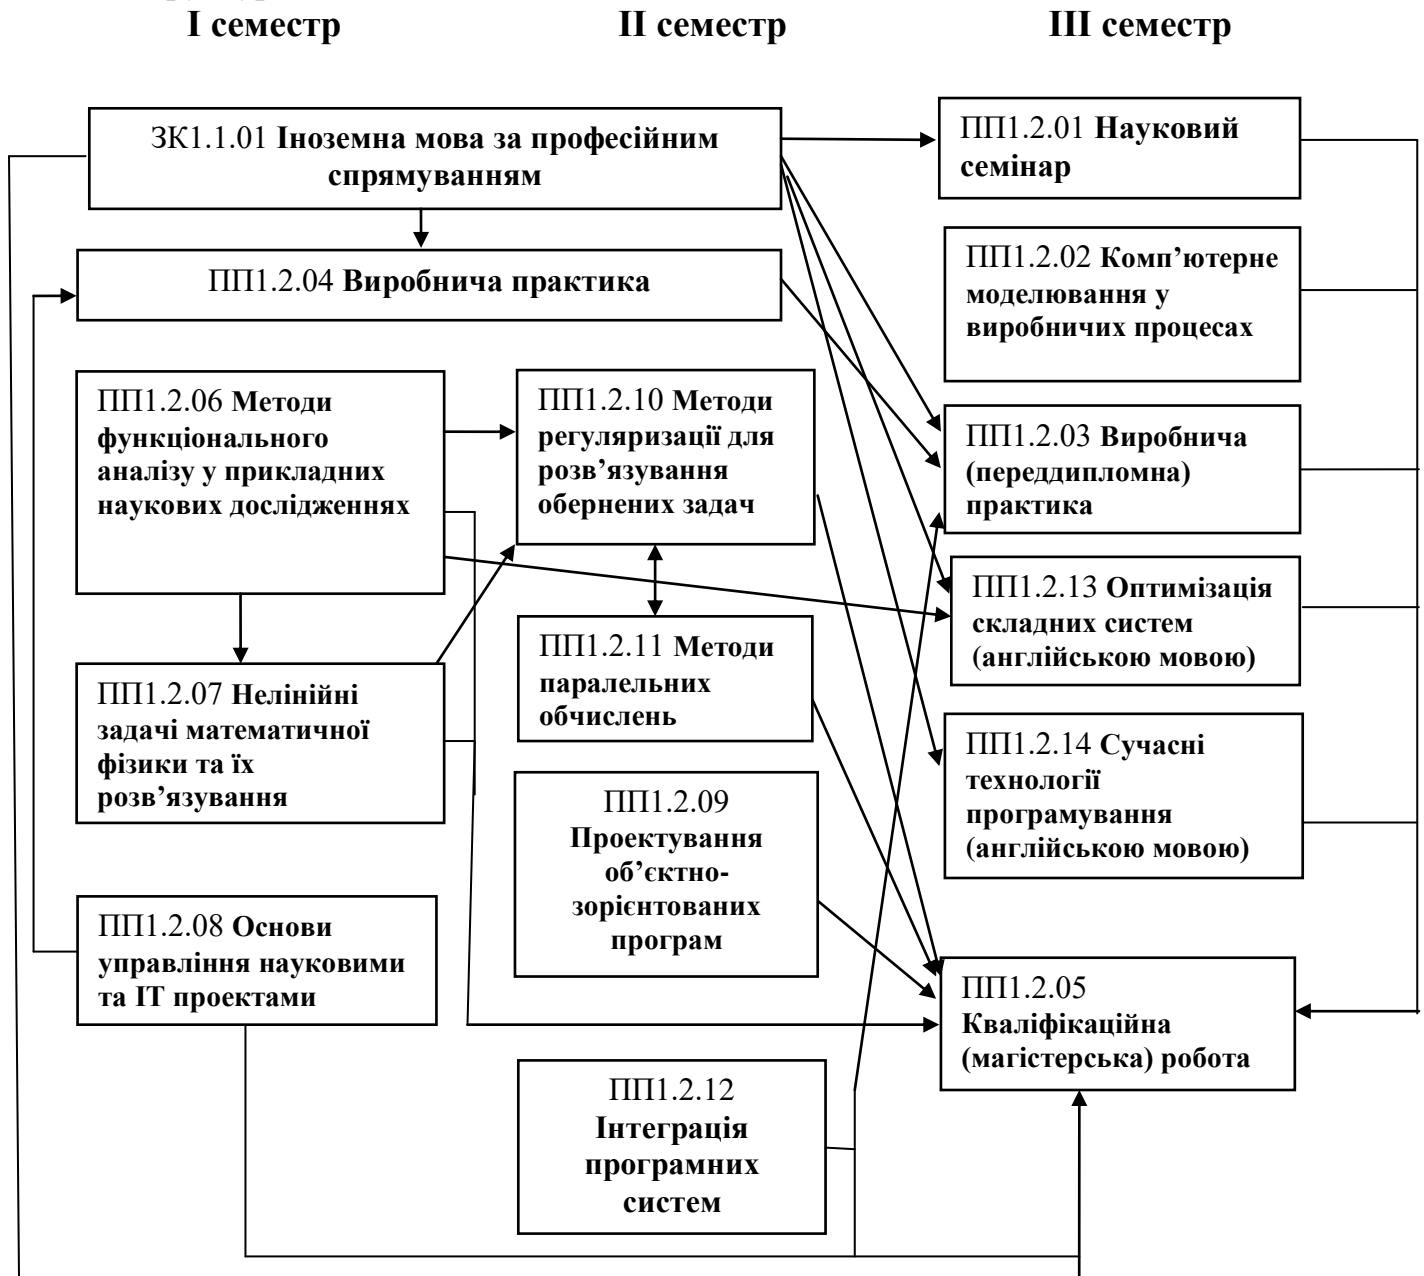 І семестр
ІІ семестр
ІІІ семестр
ЗК1.1.01 Іноземна мова за професійним
спрямуванням
ПП1.2.01 Науковий
семінар
ПП1.2.04 Виробнича практика
ПП1.2.02 Комп’ютерне
моделювання у
виробничих процесах
ПП1.2.06 Методи
функціонального
аналізу у прикладних
наукових дослідженнях
ПП1.2.10 Методи
регуляризації для
розв’язування
обернених задач
ПП1.2.03 Виробнича
(переддипломна)
практика
ПП1.2.13 Оптимізація
складних систем
(англійською мовою)
ПП1.2.07 Нелінійні
задачі математичної
фізики та їх
розв’язування
ПП1.2.11 Методи
паралельних
обчислень
ПП1.2.14 Сучасні
технології
програмування
(англійською мовою)
ПП1.2.09
Проектування
об’єктно-
зорієнтованих
програм
ПП1.2.08 Основи
управління науковими
та ІТ проектами
ПП1.2.05
Кваліфікаційна
(магістерська) робота
ПП1.2.12
Інтеграція
програмних
систем